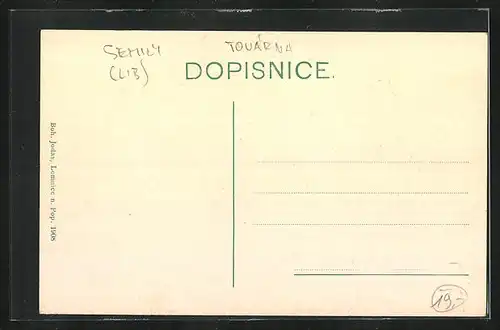 SEMILY
(LIB)
TOVÁRNA
DOPISNICE.
Boh. Jodas, Lomnice n. Pop. 1908
19,-